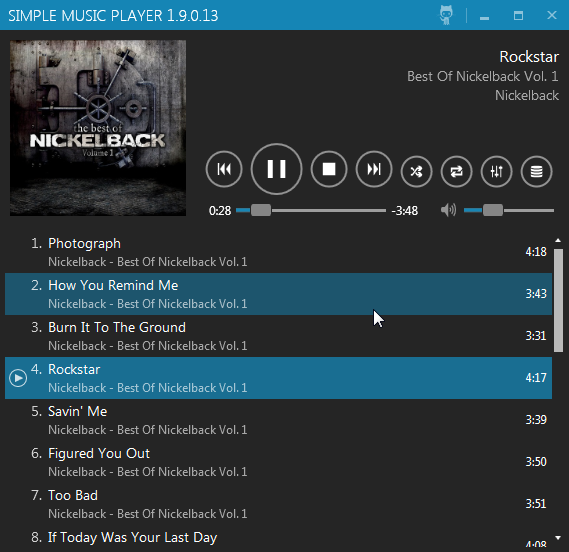 SIMPLE MUSIC PLAYER 1.9.0.13
the best of
NICKELBACK
Volume 1
Rockstar
Best Of Nickelback Vol. 1
Nickelback
0:28
-3:48
1. Photograph
Nickelback - Best Of Nickelback Vol. 1
4:18
2. How You Remind Me
Nickelback - Best Of Nickelback Vol. 1
3:43
3. Burn It To The Ground
Nickelback - Best Of Nickelback Vol. 1
3:31
4. Rockstar
Nickelback - Best Of Nickelback Vol. 1
4:17
5. Savin' Me
Nickelback - Best Of Nickelback Vol. 1
3:39
6. Figured You Out
Nickelback - Best Of Nickelback Vol. 1
3:50
7. Too Bad
Nickelback - Best Of Nickelback Vol. 1
3:51
8. If Today Was Your Last Day
4:08